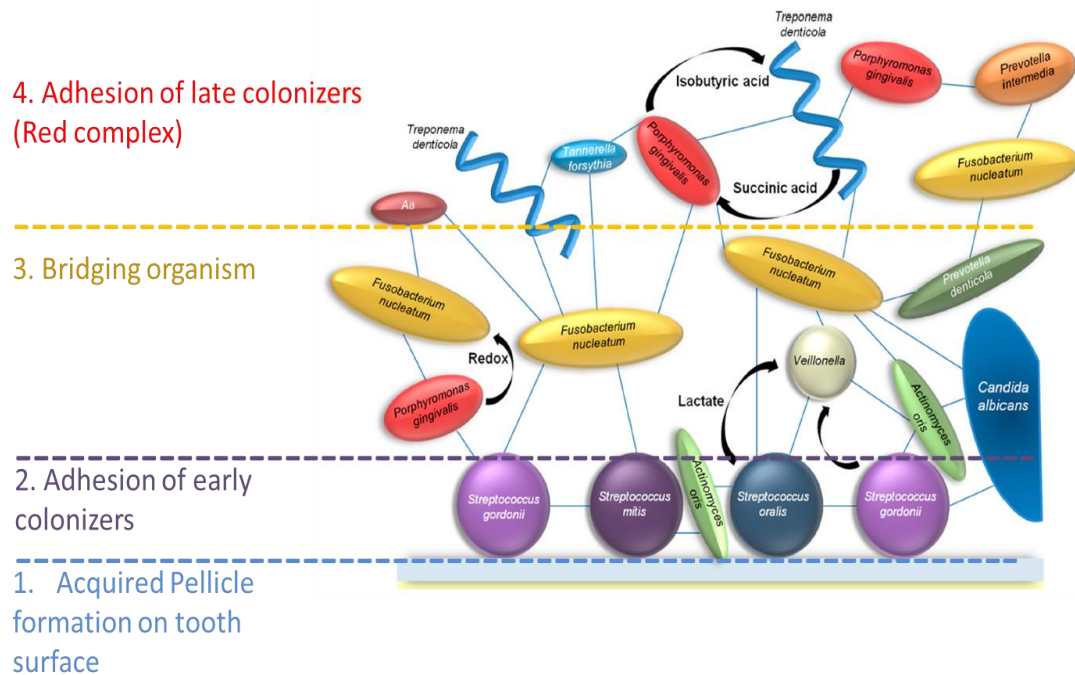 Treponema
denticola
4. Adhesion of late colonizers
(Red complex)
Isobutyric acid
Porphyromonas
gingivalis
Prevotella
intermedia
Treponema
denticola
Tannerella
forsythia
Porphyromonas
gingivalis
Fusobacterium
nucleatum
Succinic acid
Aa
3. Bridging organism
Fusobacterium
nucleatum
Fusobacterium
nucleatum
Fusobacterium
nucleatum
Prevotella
denticola
Redox
Veillonella
Porphyromonas
gingivalis
Lactate
Actinomyces
oris
Candida
albicans
2. Adhesion of early
colonizers
Streptococcus
gordonii
Streptococcus
mitis
Actinomyces
oris
Streptococcus
oralis
Streptococcus
gordonii
1. Acquired Pellicle
formation on tooth
surface